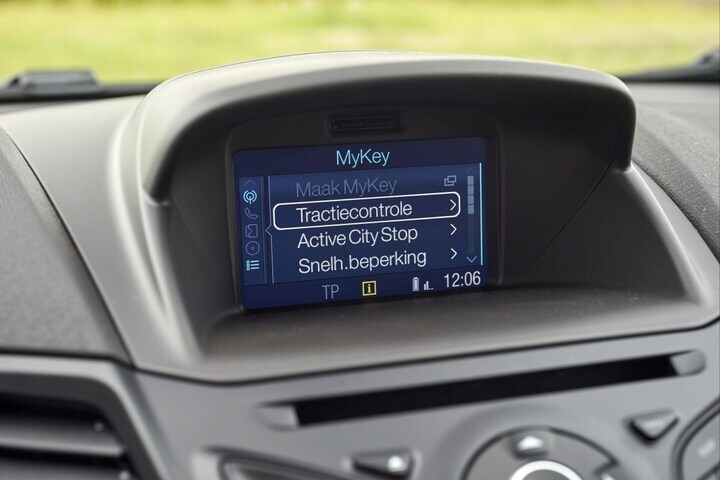 MyKey
Maak MyKey
Tractiecontrole
Active City Stop
Snelh.beperking
TP i 12:06